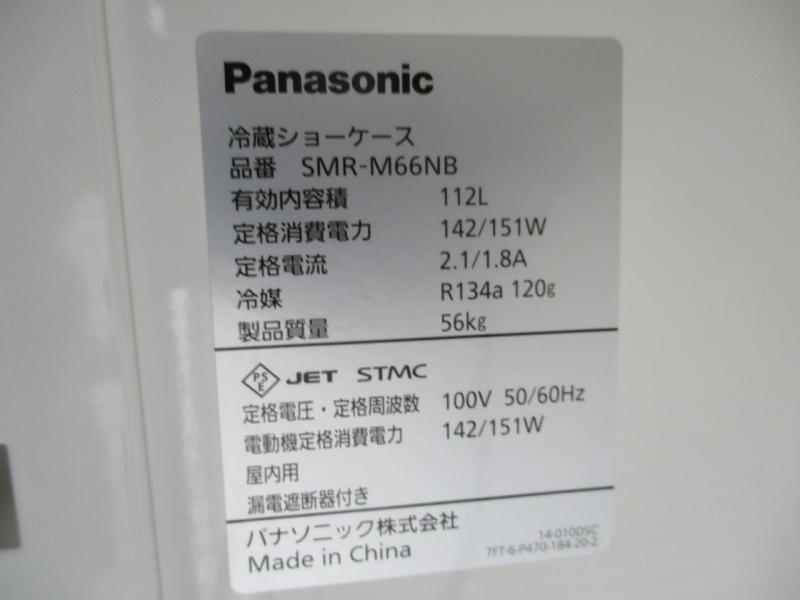 Panasonic
冷蔵ショーケース
品番 SMR-M66NB
有効内容積 112L
定格消費電力 142/151W
定格電流 2.1/1.8A
冷媒 R134a 120g
製品質量 56kg
PSE JET STMC
定格電圧・定格周波数 100V 50/60Hz
電動機定格消費電力 142/151W
屋内用
漏電遮断器付き
パナソニック株式会社
Made in China
14-010DSC
7FT-6-P470-184-20-2